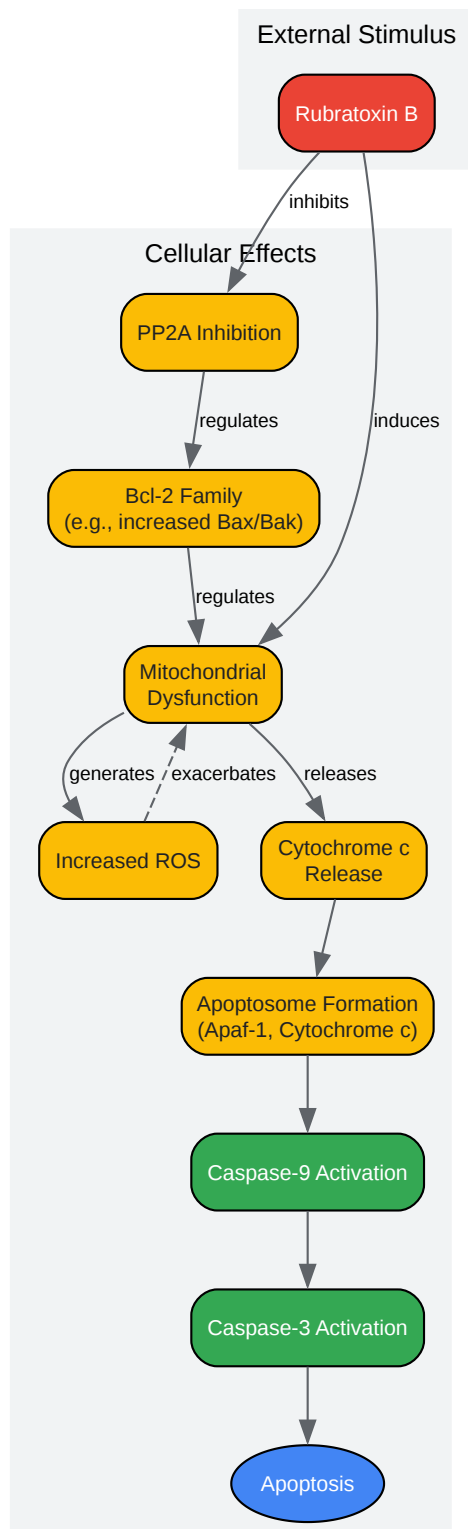 External Stimulus
Rubratoxin B
inhibits
Cellular Effects
PP2A Inhibition
regulates
induces
Bcl-2 Family
(e.g., increased Bax/Bak)
regulates
Mitochondrial
Dysfunction
generates
exacerbates
releases
Increased ROS
Cytochrome c
Release
Apoptosome Formation
(Apaf-1, Cytochrome c)
Caspase-9 Activation
Caspase-3 Activation
Apoptosis